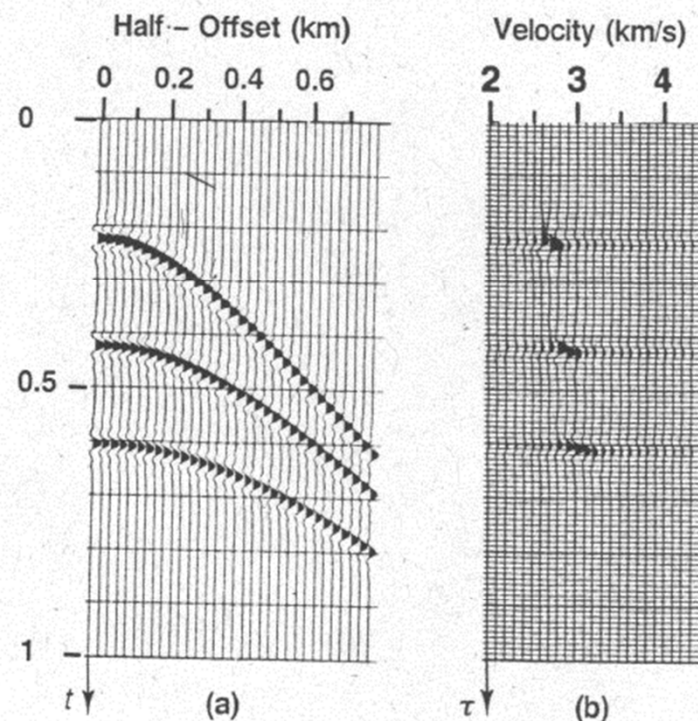 Half - Offset (km)
Velocity (km/s)
0 0.2 0.4 0.6
2 3 4
0
0.5
1
t (a)
τ (b)